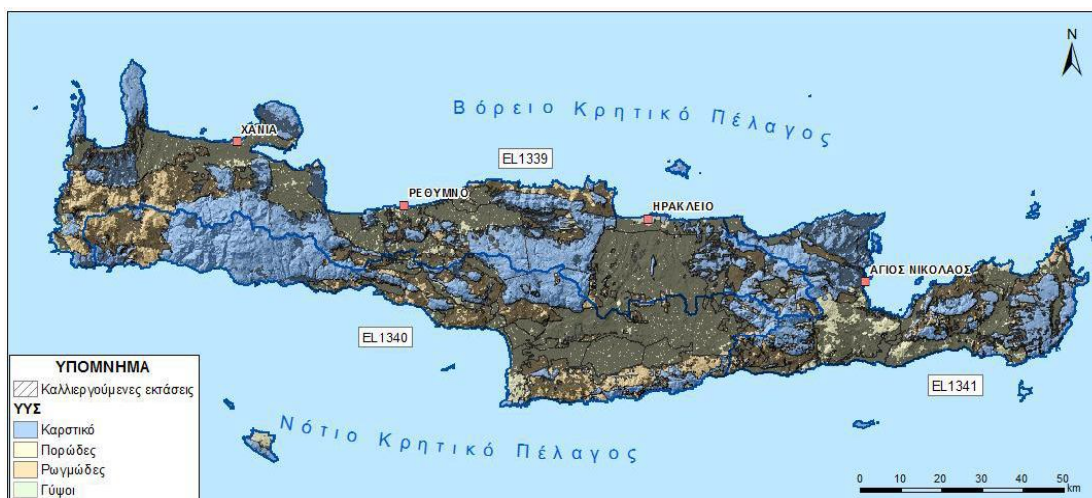 N
Βόρειο Κρητικό Πέλαγος
ΧΑΝΙΑ
EL1339
ΡΕΘΥΜΝΟ
ΗΡΑΚΛΕΙΟ
ΑΓΙΟΣ ΝΙΚΟΛΑΟΣ
EL1340
EL1341
Νότιο Κρητικό Πέλαγος
ΥΠΟΜΝΗΜΑ
Καλλιεργούμενες εκτάσεις
ΥΥΣ
Καρστικό
Πορώδες
Ρωγμώδες
Γύψοι
0 10 20 30 40 50
km